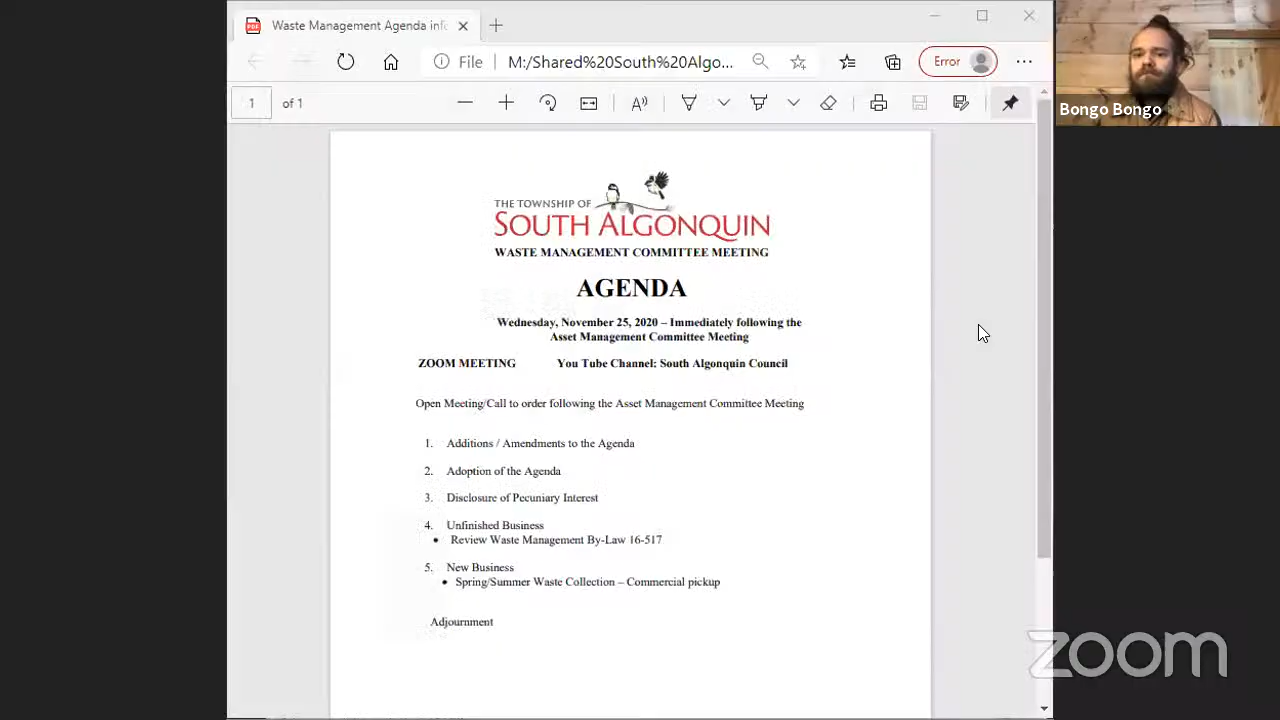 Waste Management Agenda inf
File
M:/Shared%20South%20Algo...
Error
1 of 1
Bongo Bongo
THE TOWNSHIP OF
SOUTH ALGONQUIN
WASTE MANAGEMENT COMMITTEE MEETING
AGENDA
Wednesday, November 25, 2020 – Immediately following the
Asset Management Committee Meeting
ZOOM MEETING You Tube Channel: South Algonquin Council
Open Meeting/Call to order following the Asset Management Committee Meeting
1. Additions / Amendments to the Agenda
2. Adoption of the Agenda
3. Disclosure of Pecuniary Interest
4. Unfinished Business
• Review Waste Management By-Law 16-517
5. New Business
• Spring/Summer Waste Collection – Commercial pickup
Adjournment
zoom